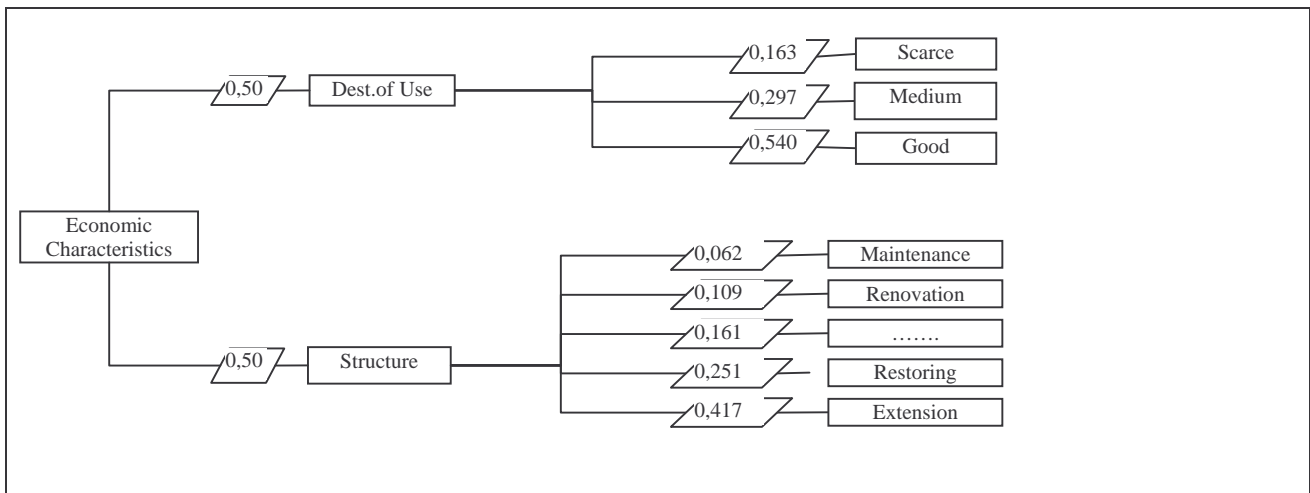 0,163 Scarce
0,50 Dest.of Use 0,297 Medium
0,540 Good
Economic
Characteristics
0,062 Maintenance
0,109 Renovation
0,161 …….
0,50 Structure 0,251 Restoring
0,417 Extension